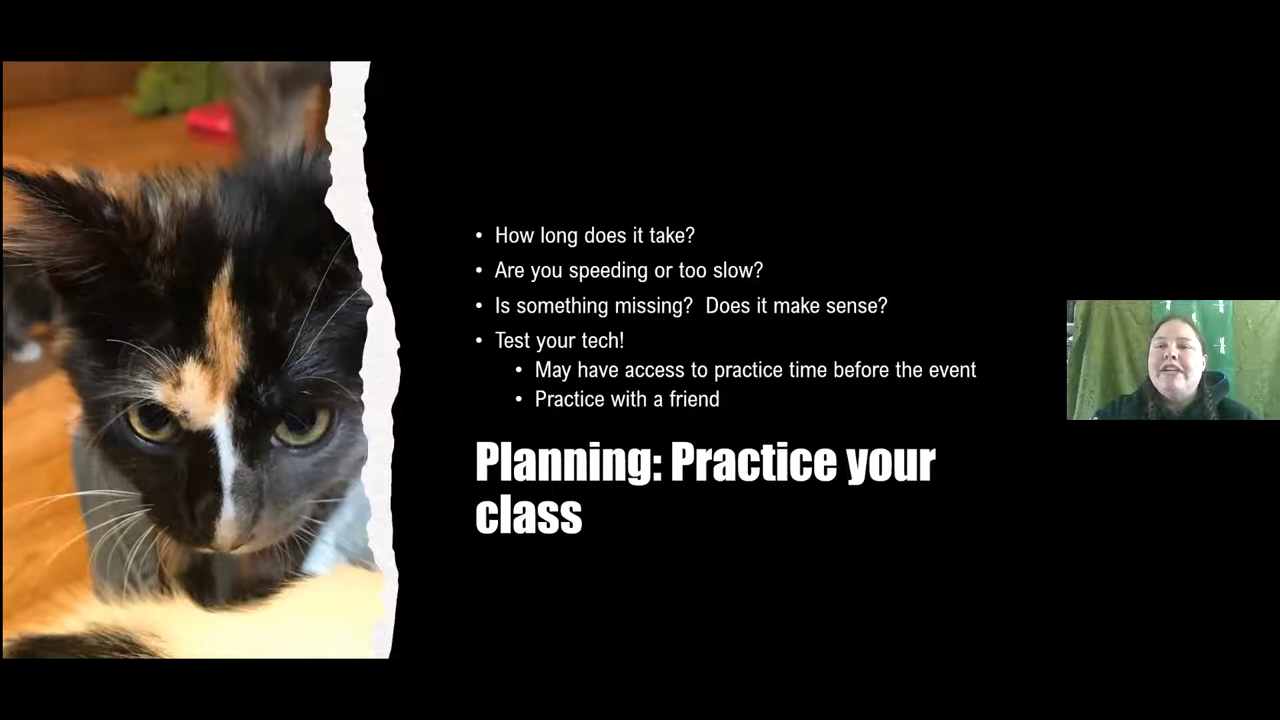 How long does it take?
Are you speeding or too slow?
Is something missing?  Does it make sense?
Test your tech!
May have access to practice time before the event
Practice with a friend
Planning: Practice your
class